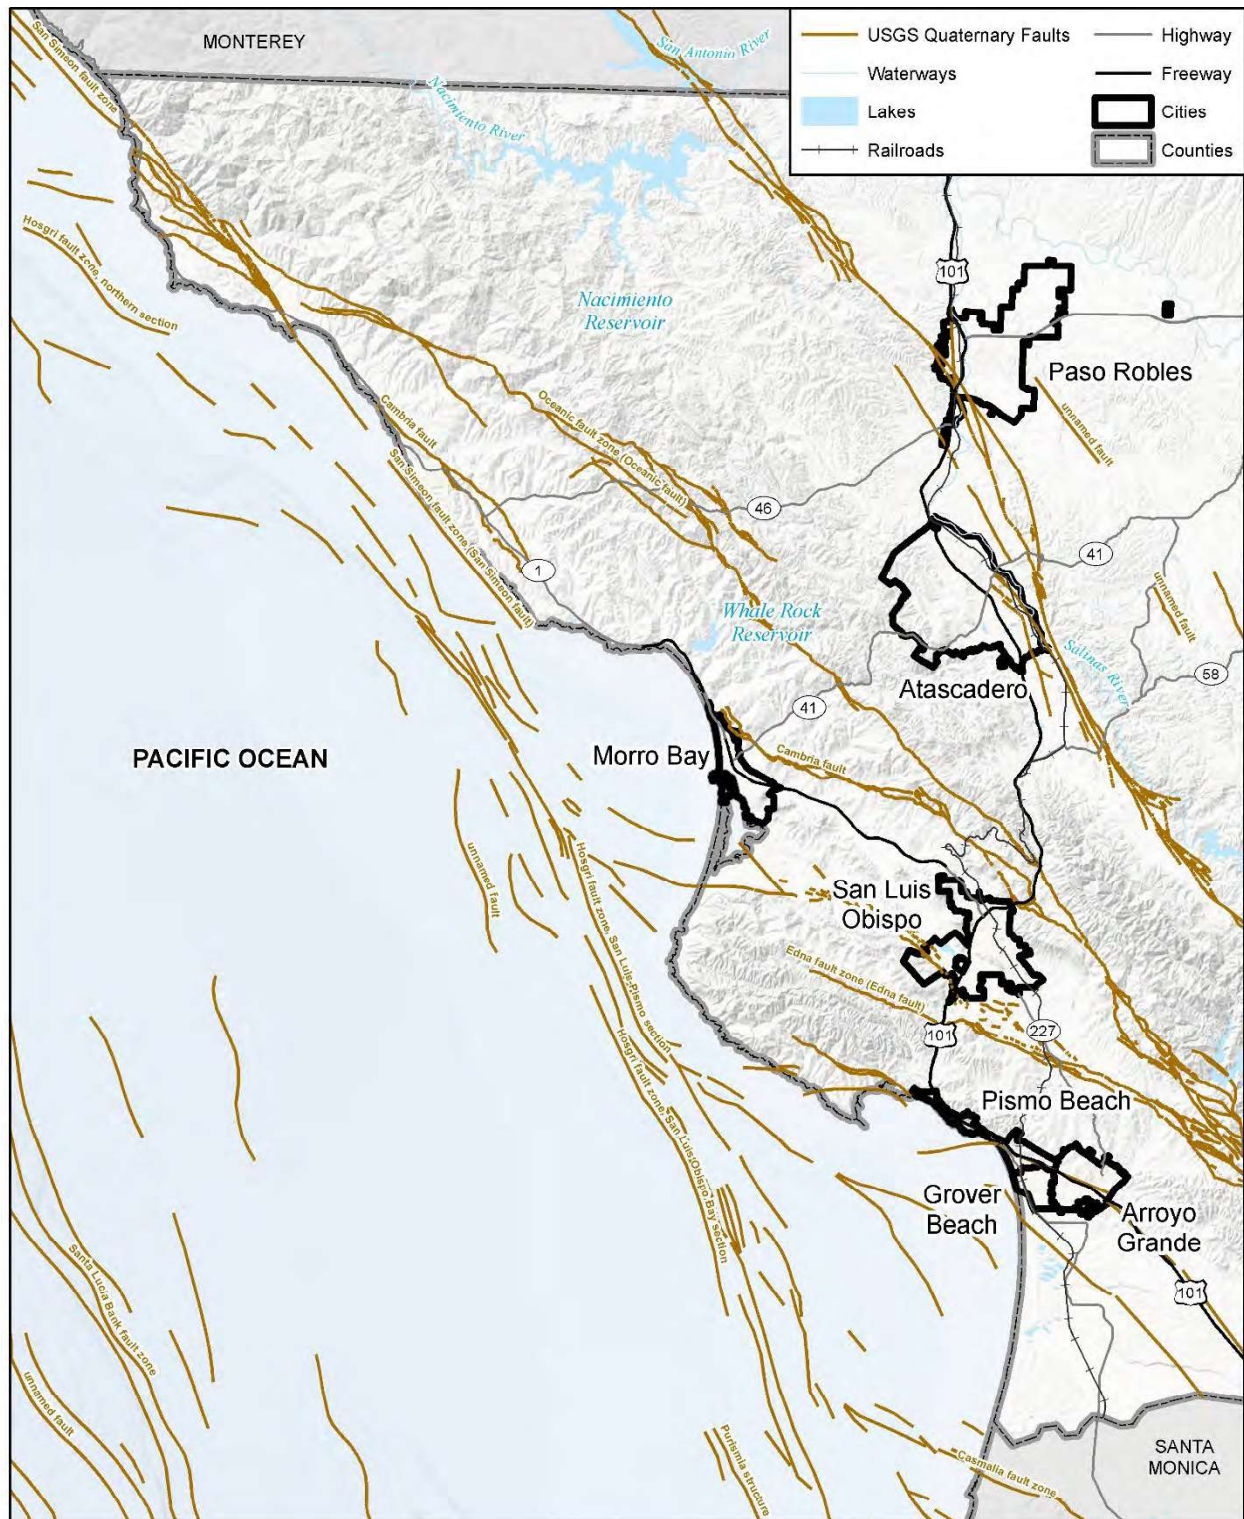 MONTEREY
San Antonio River
USGS Quaternary Faults
Waterways
Lakes
Railroads
Highway
Freeway
Cities
Counties
San Simeon fault zone
Nacimiento River
Hosgri fault zone, northern section
101
Nacimiento
Reservoir
Paso Robles
unnamed fault
Cambria fault
Oceanic fault zone (Oceanic fault)
San Simeon fault zone (San Simeon fault)
46
41
1
unnamed fault
Whale Rock
Reservoir
Salinas River
58
Atascadero
41
PACIFIC OCEAN
Morro Bay
Cambria fault
unnamed fault
Hosgri fault zone, San Luis-Pismo section
San Luis
Obispo
Edna fault zone (Edna fault)
101
227
Hosgri fault zone, San Luis Obispo Bay section
Pismo Beach
Grover
Beach
Arroyo
Grande
101
Santa Lucia Bank fault zone
unnamed fault
Purismia structure
Casmalia fault zone
SANTA
MONICA